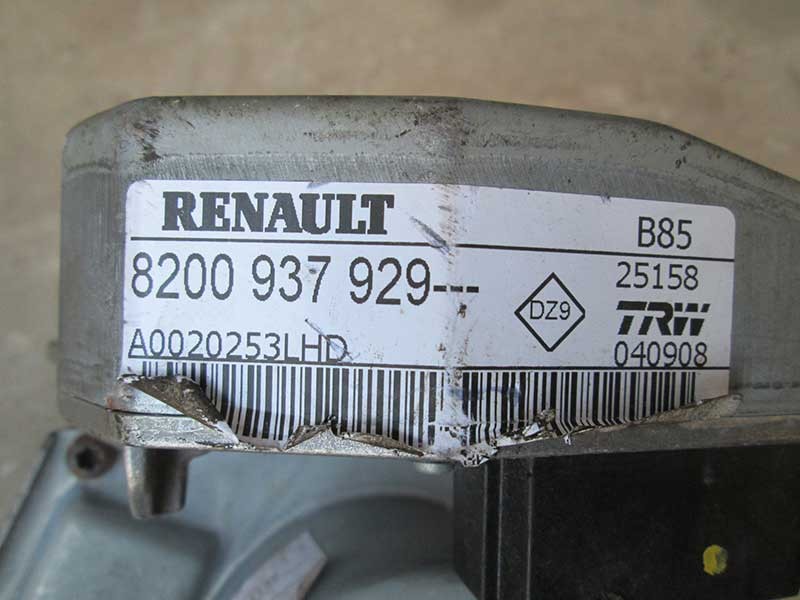 RENAULT B85
8200 937 929--- 25158
DZ9 TRW
A0020253LHD 040908